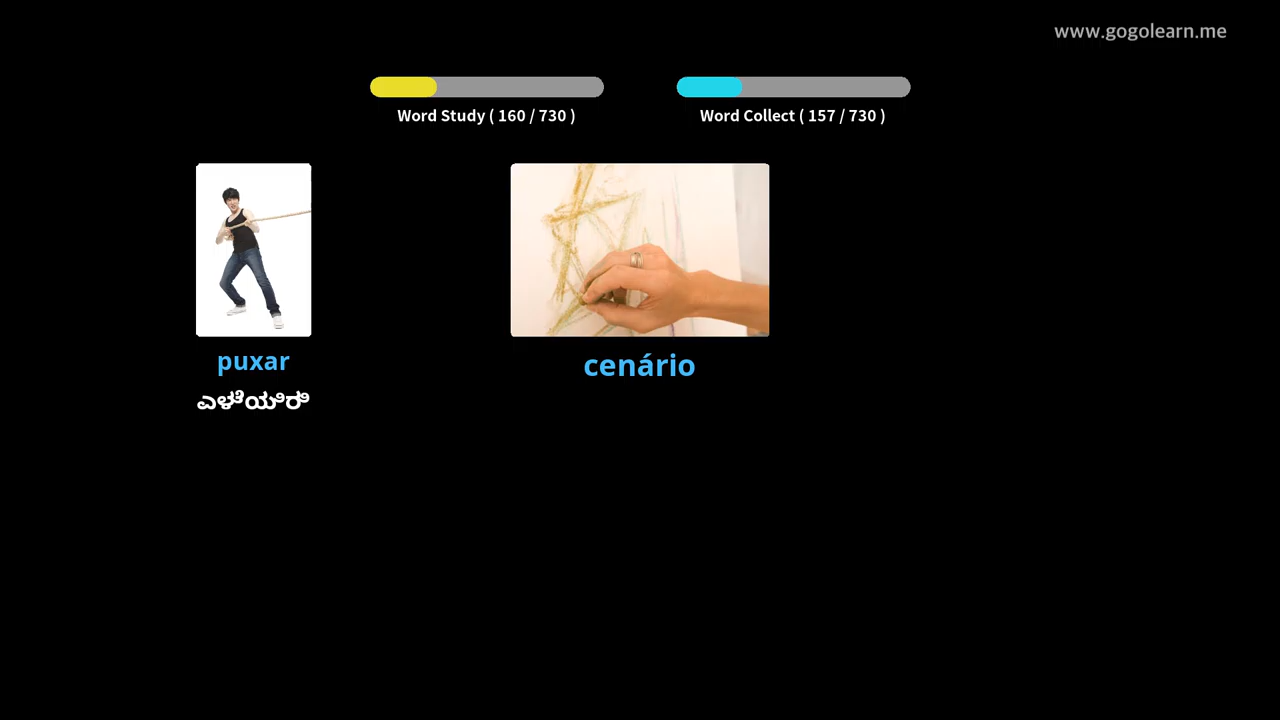 www.gogolearn.me
Word Study ( 160 / 730 )
Word Collect ( 157 / 730 )
puxar
ಎಳೆಯಿರಿ
cenário